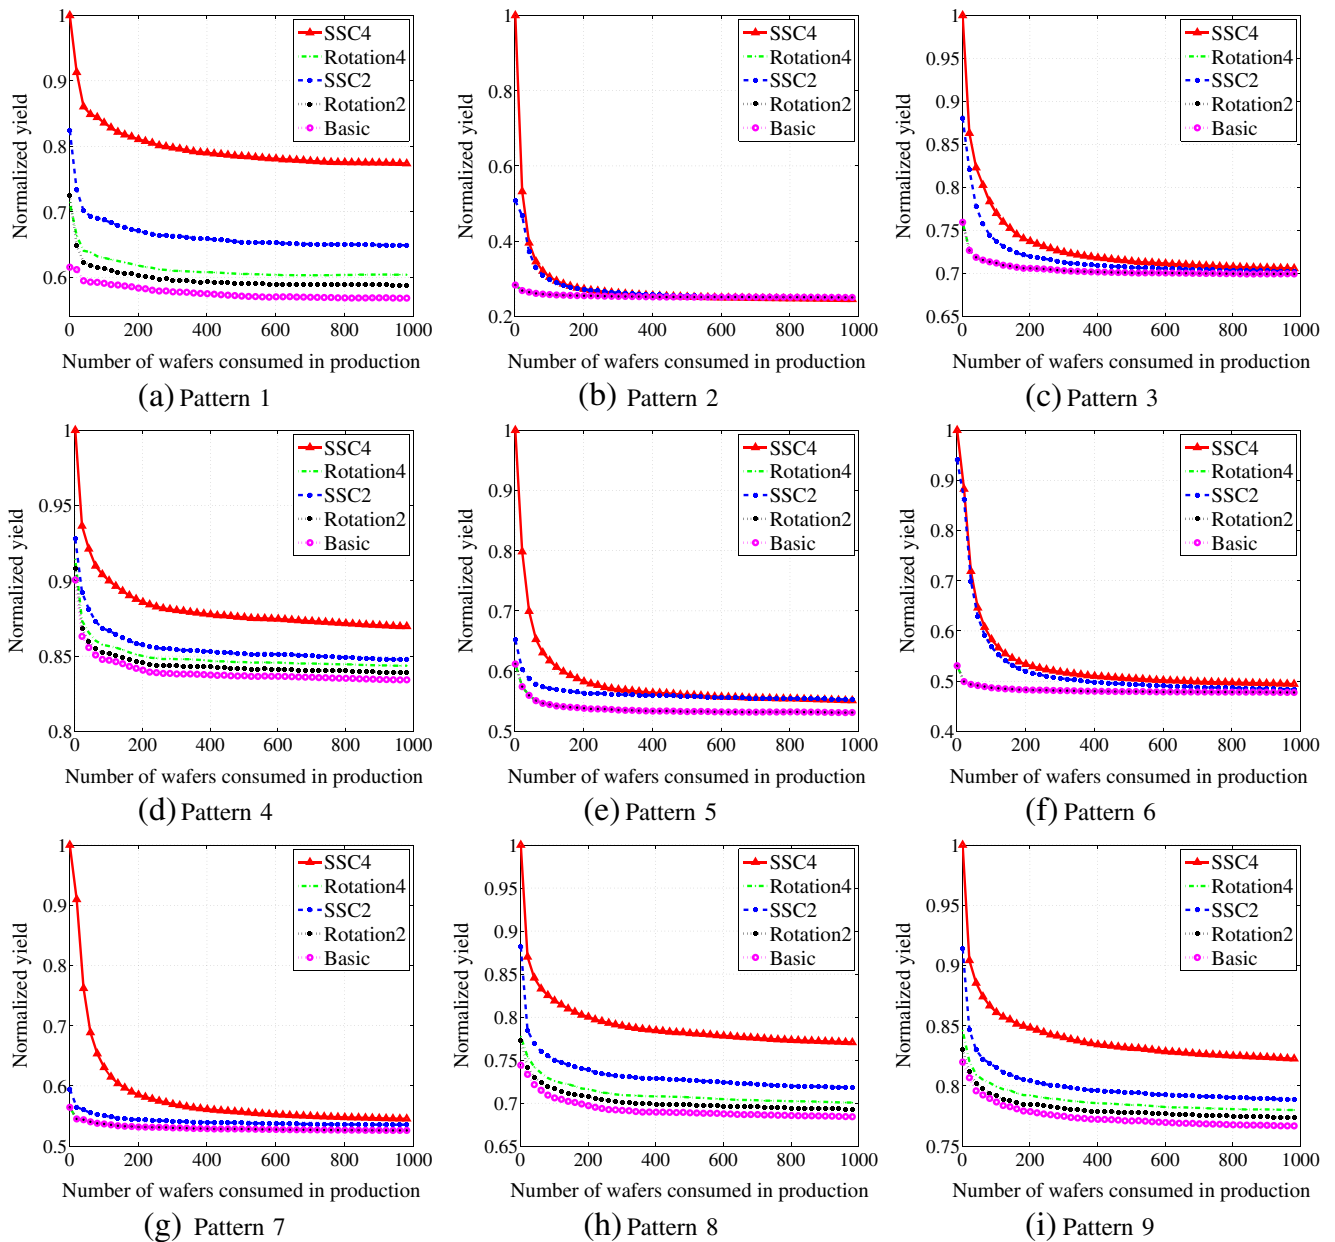 1
0.9
0.8
0.7
0.6
0 200 400 600 800 1000
Normalized yield
Number of wafers consumed in production
SSC4
Rotation4
SSC2
Rotation2
Basic
(a) Pattern 1
1
0.8
0.6
0.4
0.2
0 200 400 600 800 1000
Normalized yield
Number of wafers consumed in production
SSC4
Rotation4
SSC2
Rotation2
Basic
(b) Pattern 2
1
0.95
0.9
0.85
0.8
0.75
0.7
0.65
0 200 400 600 800 1000
Normalized yield
Number of wafers consumed in production
SSC4
Rotation4
SSC2
Rotation2
Basic
(c) Pattern 3
1
0.95
0.9
0.85
0.8
0 200 400 600 800 1000
Normalized yield
Number of wafers consumed in production
SSC4
Rotation4
SSC2
Rotation2
Basic
(d) Pattern 4
1
0.9
0.8
0.7
0.6
0.5
0 200 400 600 800 1000
Normalized yield
Number of wafers consumed in production
SSC4
Rotation4
SSC2
Rotation2
Basic
(e) Pattern 5
1
0.9
0.8
0.7
0.6
0.5
0.4
0 200 400 600 800 1000
Normalized yield
Number of wafers consumed in production
SSC4
Rotation4
SSC2
Rotation2
Basic
(f) Pattern 6
1
0.9
0.8
0.7
0.6
0.5
0 200 400 600 800 1000
Normalized yield
Number of wafers consumed in production
SSC4
Rotation4
SSC2
Rotation2
Basic
(g) Pattern 7
1
0.95
0.9
0.85
0.8
0.75
0.7
0.65
0 200 400 600 800 1000
Normalized yield
Number of wafers consumed in production
SSC4
Rotation4
SSC2
Rotation2
Basic
(h) Pattern 8
1
0.95
0.9
0.85
0.8
0.75
0 200 400 600 800 1000
Normalized yield
Number of wafers consumed in production
SSC4
Rotation4
SSC2
Rotation2
Basic
(i) Pattern 9